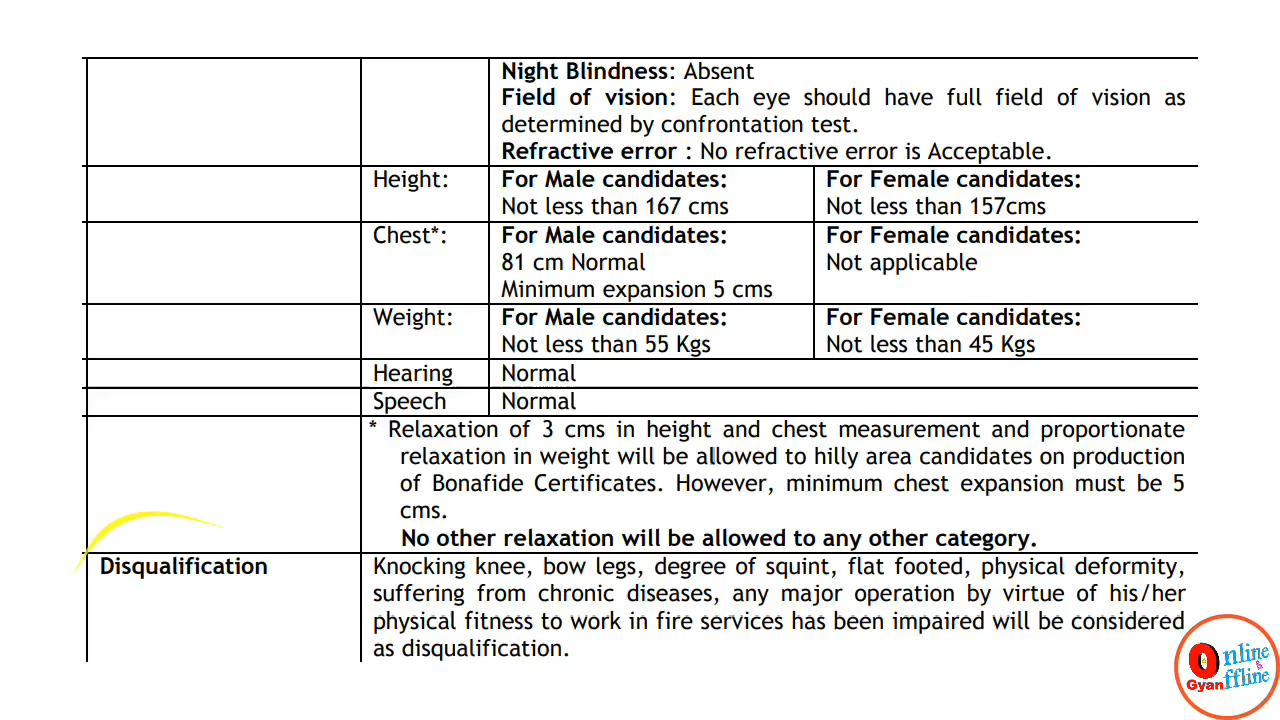 Night Blindness: Absent
Field of vision: Each eye should have full field of vision as
determined by confrontation test.
Refractive error : No refractive error is Acceptable.
Height:
For Male candidates:
Not less than 167 cms
For Female candidates:
Not less than 157cms
Chest*:
For Male candidates:
81 cm Normal
Minimum expansion 5 cms
For Female candidates:
Not applicable
Weight:
For Male candidates:
Not less than 55 Kgs
For Female candidates:
Not less than 45 Kgs
Hearing
Normal
Speech
Normal
* Relaxation of 3 cms in height and chest measurement and proportionate
relaxation in weight will be allowed to hilly area candidates on production
of Bonafide Certificates. However, minimum chest expansion must be 5
cms.
No other relaxation will be allowed to any other category.
Disqualification
Knocking knee, bow legs, degree of squint, flat footed, physical deformity,
suffering from chronic diseases, any major operation by virtue of his/her
physical fitness to work in fire services has been impaired will be considered
as disqualification.
Online
&
Offline
Gyan